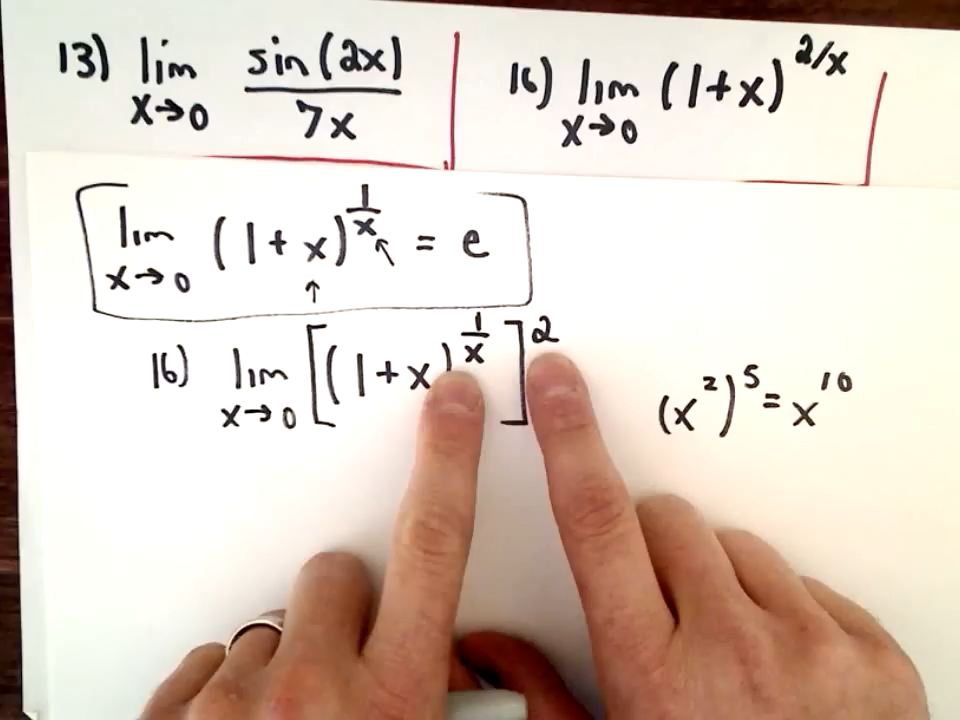 13) lim x→0 sin(2x)/7x
16) lim x→0 (1+x)^{2/x}
lim x→0 (1+x)^{1/x} = e
16) lim x→0 [(1+x)^{1/x}]^2
(x^2)^5 = x^{10}